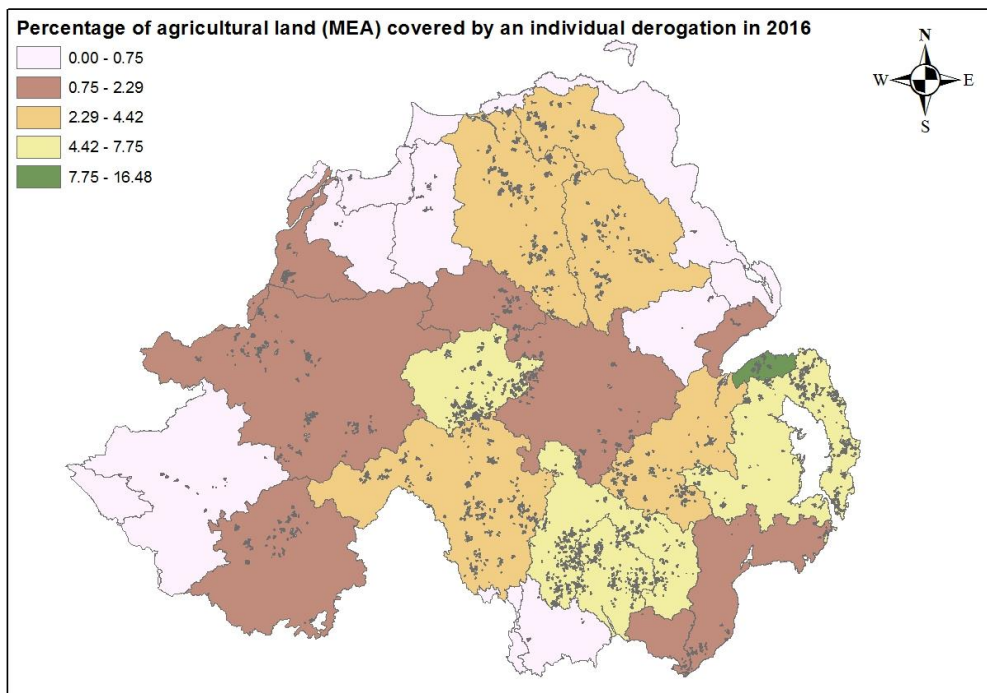 Percentage of agricultural land (MEA) covered by an individual derogation in 2016
0.00 - 0.75
0.75 - 2.29
2.29 - 4.42
4.42 - 7.75
7.75 - 16.48
N
W E
S